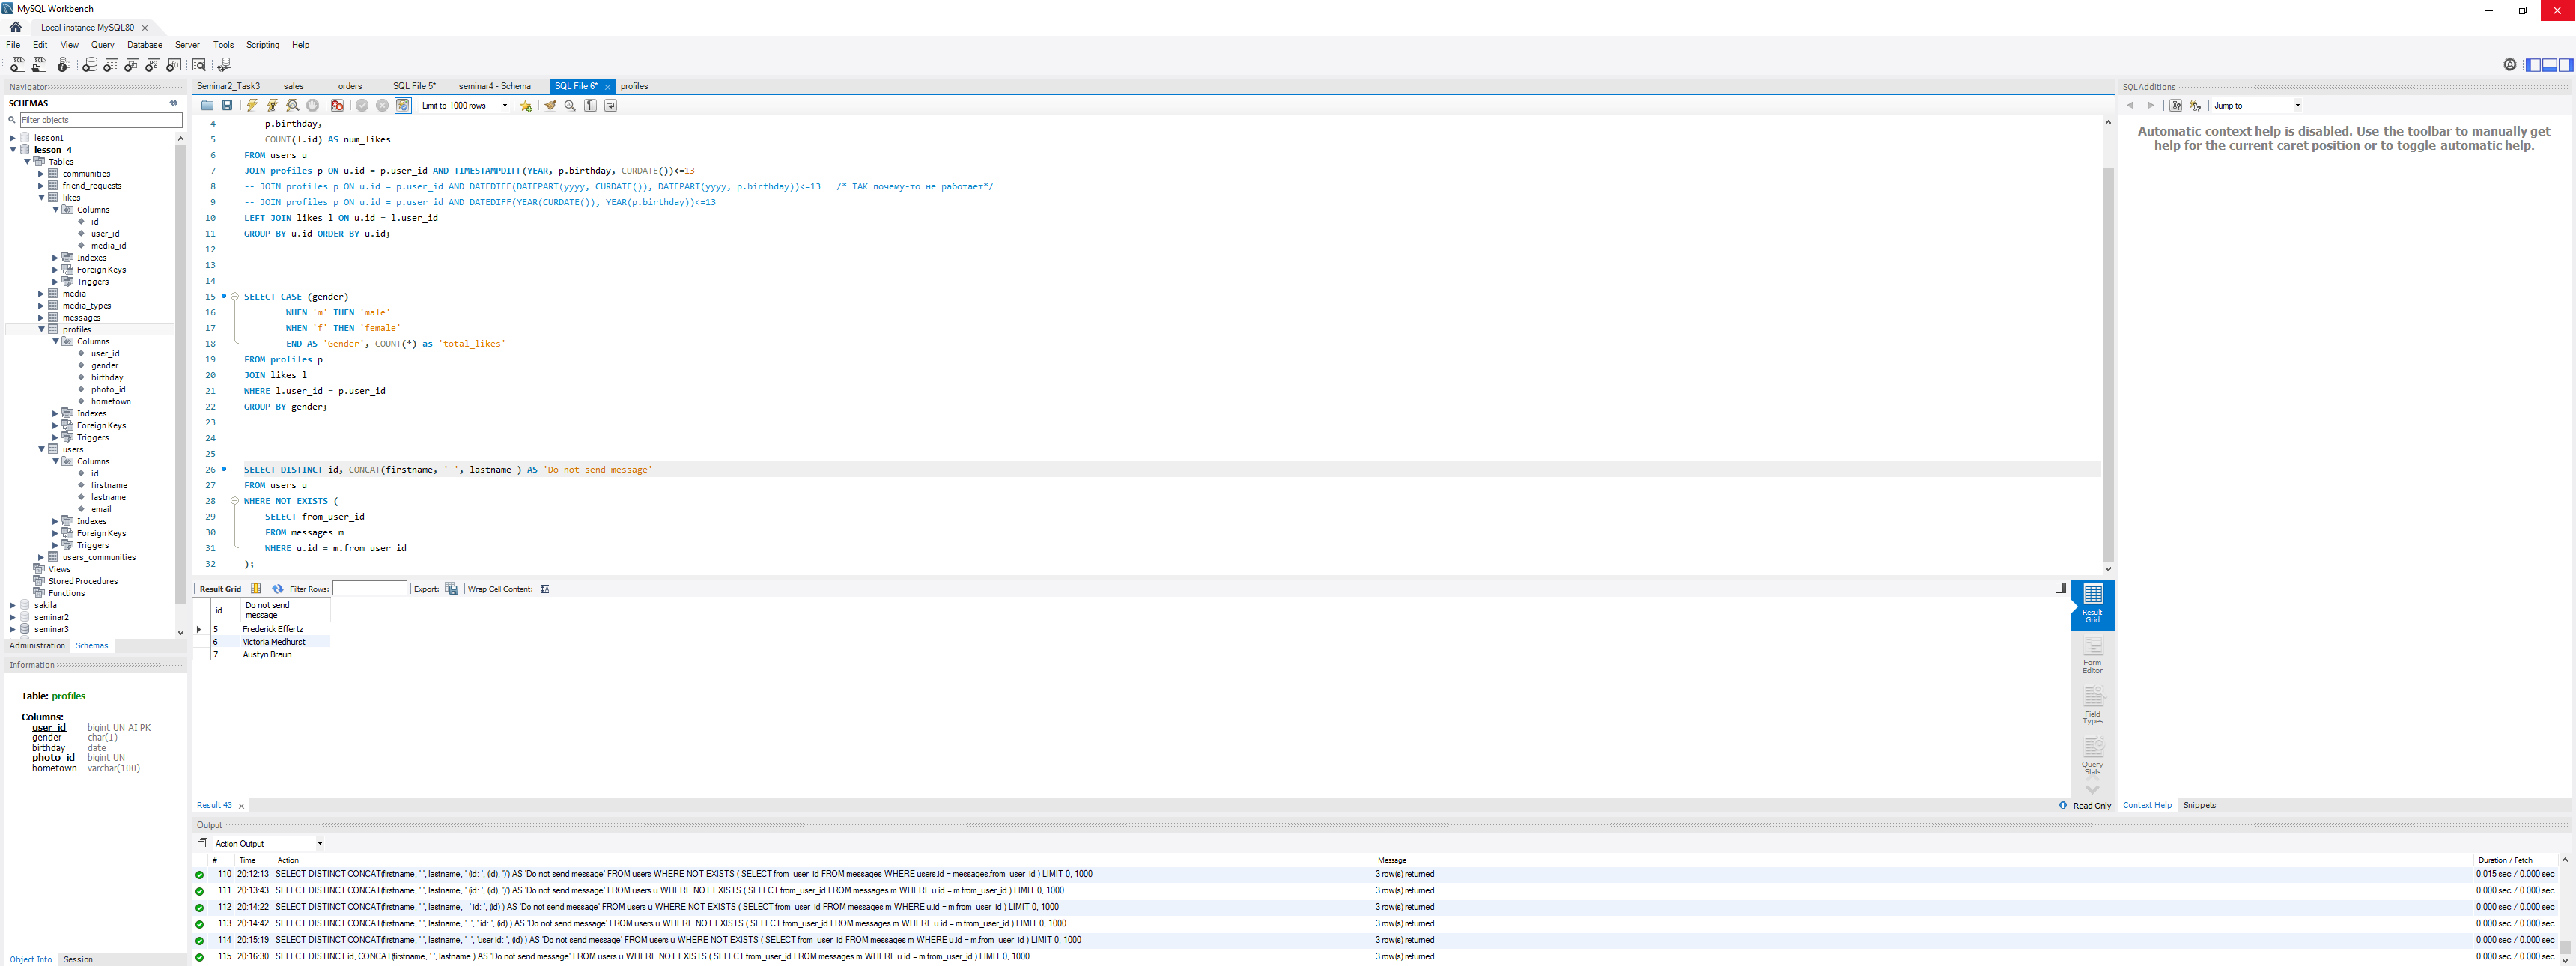 MySQL Workbench
Local instance MySQL80
File Edit View Query Database Server Tools Scripting Help
Navigator
SCHEMAS
Filter objects
lesson1
lesson_4
Tables
communities
friend_requests
likes
Columns
id
user_id
media_id
Indexes
Foreign Keys
Triggers
media
media_types
messages
profiles
Columns
user_id
gender
birthday
photo_id
hometown
Indexes
Foreign Keys
Triggers
users
Columns
id
firstname
lastname
email
Indexes
Foreign Keys
Triggers
users_communities
Views
Stored Procedures
Functions
sakila
seminar2
seminar3
Administration Schemas
Information
Table: profiles
Columns:
user_id bigint UN AI PK
gender char(1)
birthday date
photo_id bigint UN
hometown varchar(100)
Object Info Session
Seminar2_Task3 sales orders SQL File 5* seminar4 - Schema SQL File 6* profiles
Limit to 1000 rows
4 p.birthday,
5 COUNT(l.id) AS num_likes
6 FROM users u
7 JOIN profiles p ON u.id = p.user_id AND TIMESTAMPDIFF(YEAR, p.birthday, CURDATE())<=13
8 -- JOIN profiles p ON u.id = p.user_id AND DATEDIFF(DATEPART(yyyy, CURDATE()), DATEPART(yyyy, p.birthday))<=13 /* ТАК почему-то не работает*/
9 -- JOIN profiles p ON u.id = p.user_id AND DATEDIFF(YEAR(CURDATE()), YEAR(p.birthday))<=13
10 LEFT JOIN likes l ON u.id = l.user_id
11 GROUP BY u.id ORDER BY u.id;
12
13
14
15 SELECT CASE (gender)
16 WHEN 'm' THEN 'male'
17 WHEN 'f' THEN 'female'
18 END AS 'Gender', COUNT(*) as 'total_likes'
19 FROM profiles p
20 JOIN likes l
21 WHERE l.user_id = p.user_id
22 GROUP BY gender;
23
24
25
26 SELECT DISTINCT id, CONCAT(firstname, ' ', lastname ) AS 'Do not send message'
27 FROM users u
28 WHERE NOT EXISTS (
29 SELECT from_user_id
30 FROM messages m
31 WHERE u.id = m.from_user_id
32 );
Result Grid Filter Rows: Export: Wrap Cell Content:
id Do not send message
5 Frederick Effertz
6 Victoria Medhurst
7 Austyn Braun
Result Grid
Form Editor
Field Types
Query Stats
Result 43
Read Only
Output
Action Output
# Time Action Message Duration / Fetch
110 20:12:13 SELECT DISTINCT CONCAT(firstname, ' ', lastname, ' (id: ', (id), ')') AS 'Do not send message' FROM users WHERE NOT EXISTS ( SELECT from_user_id FROM messages WHERE users.id = messages.from_user_id ) LIMIT 0, 1000 3 row(s) returned 0.015 sec / 0.000 sec
111 20:13:43 SELECT DISTINCT CONCAT(firstname, ' ', lastname, ' (id: ', (id), ')') AS 'Do not send message' FROM users u WHERE NOT EXISTS ( SELECT from_user_id FROM messages m WHERE u.id = m.from_user_id ) LIMIT 0, 1000 3 row(s) returned 0.000 sec / 0.000 sec
112 20:14:22 SELECT DISTINCT CONCAT(firstname, ' ', lastname, ' id: ', (id) ) AS 'Do not send message' FROM users u WHERE NOT EXISTS ( SELECT from_user_id FROM messages m WHERE u.id = m.from_user_id ) LIMIT 0, 1000 3 row(s) returned 0.000 sec / 0.000 sec
113 20:14:42 SELECT DISTINCT CONCAT(firstname, ' ', lastname, ' ', ' id: ', (id) ) AS 'Do not send message' FROM users u WHERE NOT EXISTS ( SELECT from_user_id FROM messages m WHERE u.id = m.from_user_id ) LIMIT 0, 1000 3 row(s) returned 0.000 sec / 0.000 sec
114 20:15:19 SELECT DISTINCT CONCAT(firstname, ' ', lastname, ' ', 'user id: ', (id) ) AS 'Do not send message' FROM users u WHERE NOT EXISTS ( SELECT from_user_id FROM messages m WHERE u.id = m.from_user_id ) LIMIT 0, 1000 3 row(s) returned 0.000 sec / 0.000 sec
115 20:16:30 SELECT DISTINCT id, CONCAT(firstname, ' ', lastname ) AS 'Do not send message' FROM users u WHERE NOT EXISTS ( SELECT from_user_id FROM messages m WHERE u.id = m.from_user_id ) LIMIT 0, 1000 3 row(s) returned 0.000 sec / 0.000 sec
SQLAdditions
Jump to
Automatic context help is disabled. Use the toolbar to manually get
help for the current caret position or to toggle automatic help.
Context Help Snippets